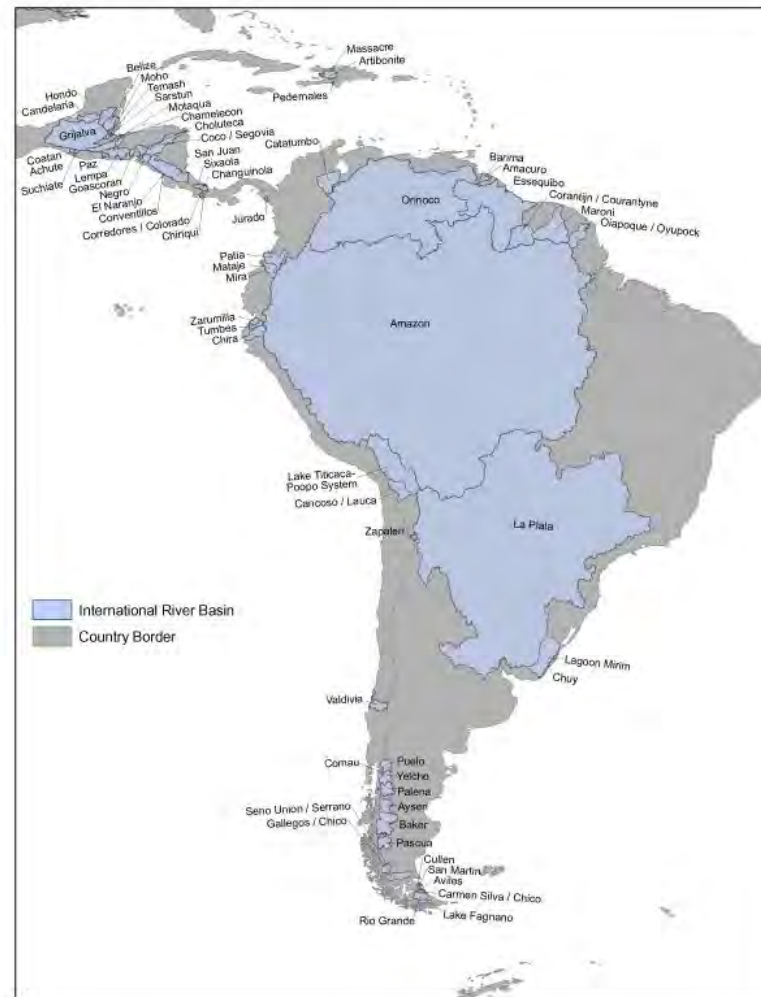 Massacre
Artibonite
Pedernales
Belize
Moho
Temash
Sarstun
Motaqua
Chamelecon
Choluteca
Coco / Segovia
Hondo
Candelaria
Grijalva
Coatan
Achute
Suchiate
Paz
Lempa
Goascoran
Negro
El Naranjo
Conventillos
Corredores / Colorado
Chiriqui
San Juan
Sixaola
Changuinola
Jurado
Catatumbo
Orinoco
Barima
Amacuro
Essequibo
Corantijn / Courantyne
Maroni
Oiapoque / Oyupock
Patia
Mataje
Mira
Zarumilla
Tumbes
Chira
Amazon
Lake Titicaca-
Poopo System
Cancoso / Lauca
Zapaleri
La Plata
International River Basin
Country Border
Lagoon Mirim
Chuy
Valdivia
Comau
Puelo
Yelcho
Palena
Aysen
Baker
Pascua
Seno Union / Serrano
Gallegos / Chico
Cullen
San Martin
Aviles
Carmen Silva / Chico
Lake Fagnano
Rio Grande